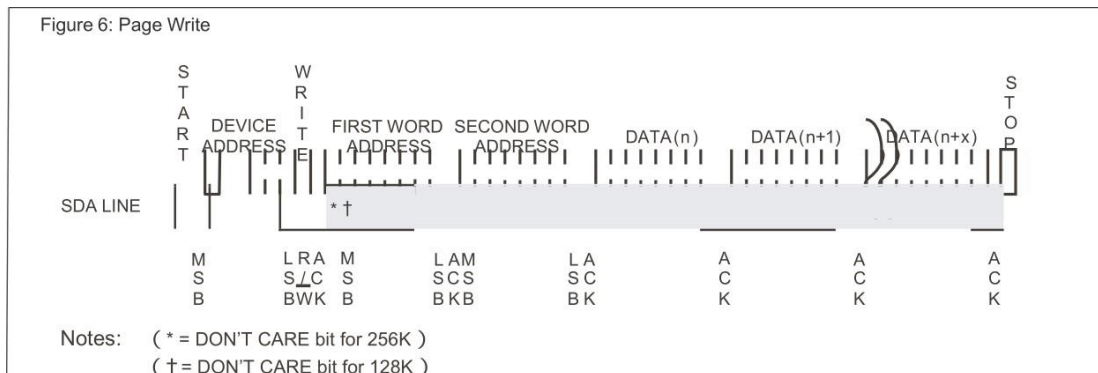 Figure 6: Page Write
START
WRITE
STOP
DEVICE ADDRESS
FIRST WORD ADDRESS
SECOND WORD ADDRESS
DATA(n)
DATA(n+1)
DATA(n+x)
SDA LINE
* †
MSB
LSB
R/W
ACK
MSB
LSB
ACK
MSB
LSB
ACK
ACK
ACK
ACK
Notes: ( * = DON'T CARE bit for 256K )
( † = DON'T CARE bit for 128K )